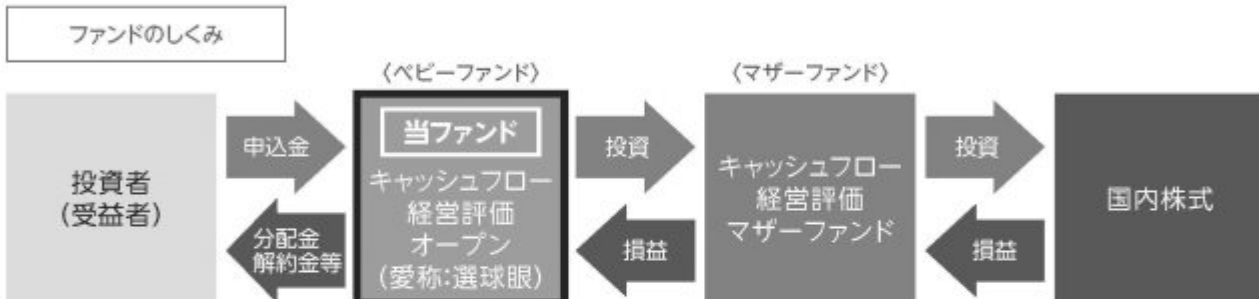 ファンドのしくみ
〈ベビーファンド〉
〈マザーファンド〉
投資者
(受益者)
申込金
分配金
解約金等
当ファンド
キャッシュフロー
経営評価
オープン
(愛称:選球眼)
投資
損益
キャッシュフロー
経営評価
マザーファンド
投資
損益
国内株式